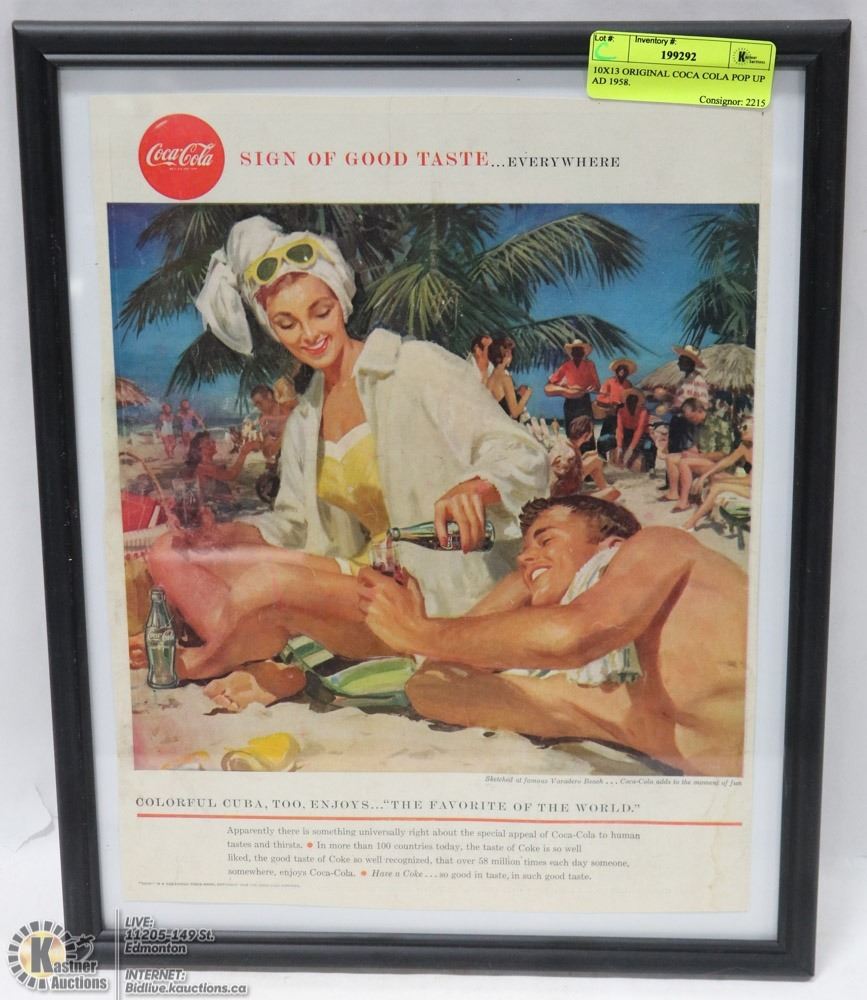 Lot #:
C
Inventory #:
199292
Kastner
Auctions
10X13 ORIGINAL COCA COLA POP UP
AD 1958.
Consignor: 2215
Coca-Cola
SIGN OF GOOD TASTE...EVERYWHERE
Sketched at famous Varadero Beach . . . Coca-Cola adds to the moment of fun
COLORFUL CUBA, TOO, ENJOYS..."THE FAVORITE OF THE WORLD."
Apparently there is something universally right about the special appeal of Coca-Cola to human
tastes and thirsts. ● In more than 100 countries today, the taste of Coke is so well
liked, the good taste of Coke so well recognized, that over 58 million times each day someone,
somewhere, enjoys Coca-Cola. ● Have a Coke . . . so good in taste, in such good taste.
Kastner
Auctions
LIVE:
11205-149 St.
Edmonton
INTERNET:
Bidlive.kauctions.ca